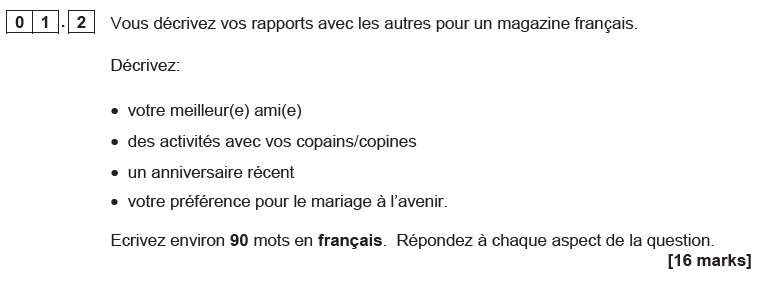 0 1 . 2 Vous décrivez vos rapports avec les autres pour un magazine français.
Décrivez:
• votre meilleur(e) ami(e)
• des activités avec vos copains/copines
• un anniversaire récent
• votre préférence pour le mariage à l'avenir.
Ecrivez environ 90 mots en français. Répondez à chaque aspect de la question.
[16 marks]